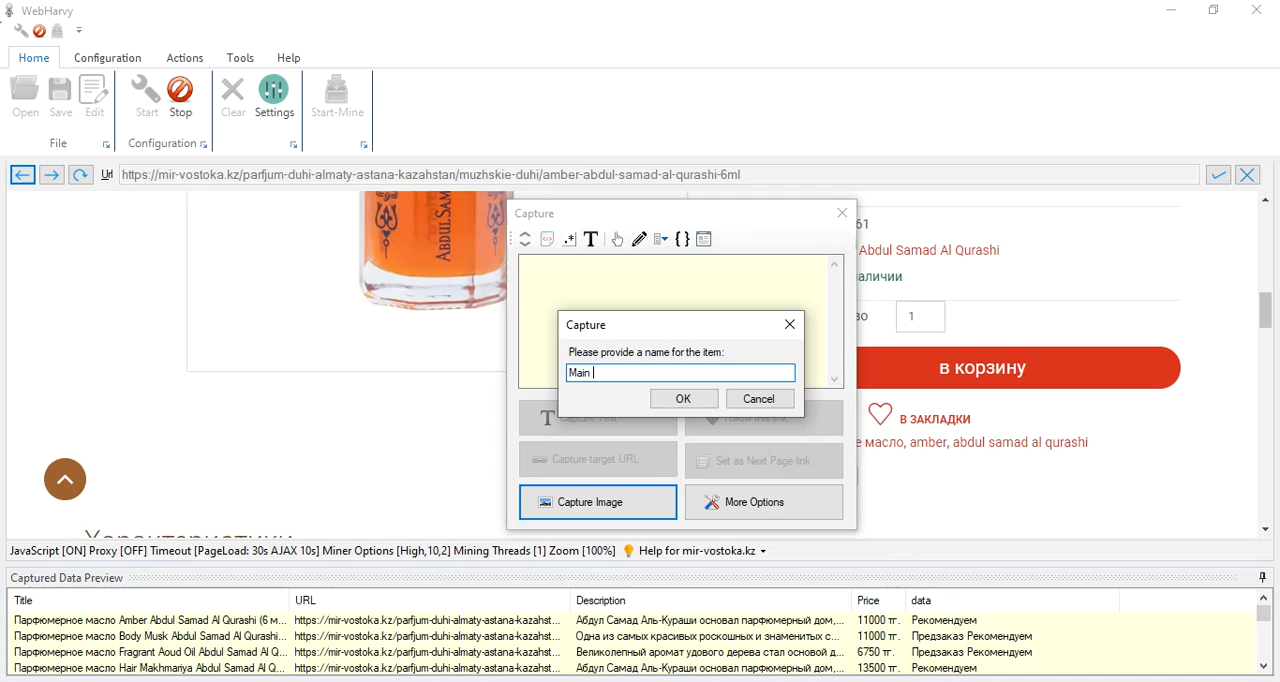 WebHarvy
Home Configuration Actions Tools Help
Open Save Edit Start Stop Clear Settings Start-Mine
File Configuration
Url https://mir-vostoka.kz/parfjum-duhi-almaty-astana-kazahstan/muzhskie-duhi/amber-abdul-samad-al-qurashi-6ml
ABDUL SAMAD
61
Abdul Samad Al Qurashi
аличии
во 1
в корзину
В ЗАКЛАДКИ
е масло, amber, abdul samad al qurashi
Capture
T .* { }
Capture
Please provide a name for the item:
Main
OK Cancel
Capture Text Follow this link
Capture target URL Set as Next Page link
Capture Image More Options
Характеристики
JavaScript [ON] Proxy [OFF] Timeout [PageLoad: 30s AJAX 10s] Miner Options [High,10,2] Mining Threads [1] Zoom [100%] Help for mir-vostoka.kz
Captured Data Preview
Title URL Description Price data
Парфюмерное масло Amber Abdul Samad Al Qurashi (6 м... https://mir-vostoka.kz/parfjum-duhi-almaty-astana-kazahst... Абдул Самад Аль-Кураши основал парфюмерный дом,... 11000 тг. Рекомендуем
Парфюмерное масло Body Musk Abdul Samad Al Qurashi... https://mir-vostoka.kz/parfjum-duhi-almaty-astana-kazahst... Одна из самых красивых роскошных и знаменитых с... 11000 тг. Предзаказ Рекомендуем
Парфюмерное масло Fragrant Aoud Oil Abdul Samad Al Q... https://mir-vostoka.kz/parfjum-duhi-almaty-astana-kazahst... Великолепный аромат удового дерева стал основой д... 6750 тг. Предзаказ Рекомендуем
Парфюмерное масло Hair Makhmariya Abdul Samad Al Q... https://mir-vostoka.kz/parfjum-duhi-almaty-astana-kazahst... Абдул Самад Аль-Кураши основал парфюмерный дом,... 13500 тг. Рекомендуем